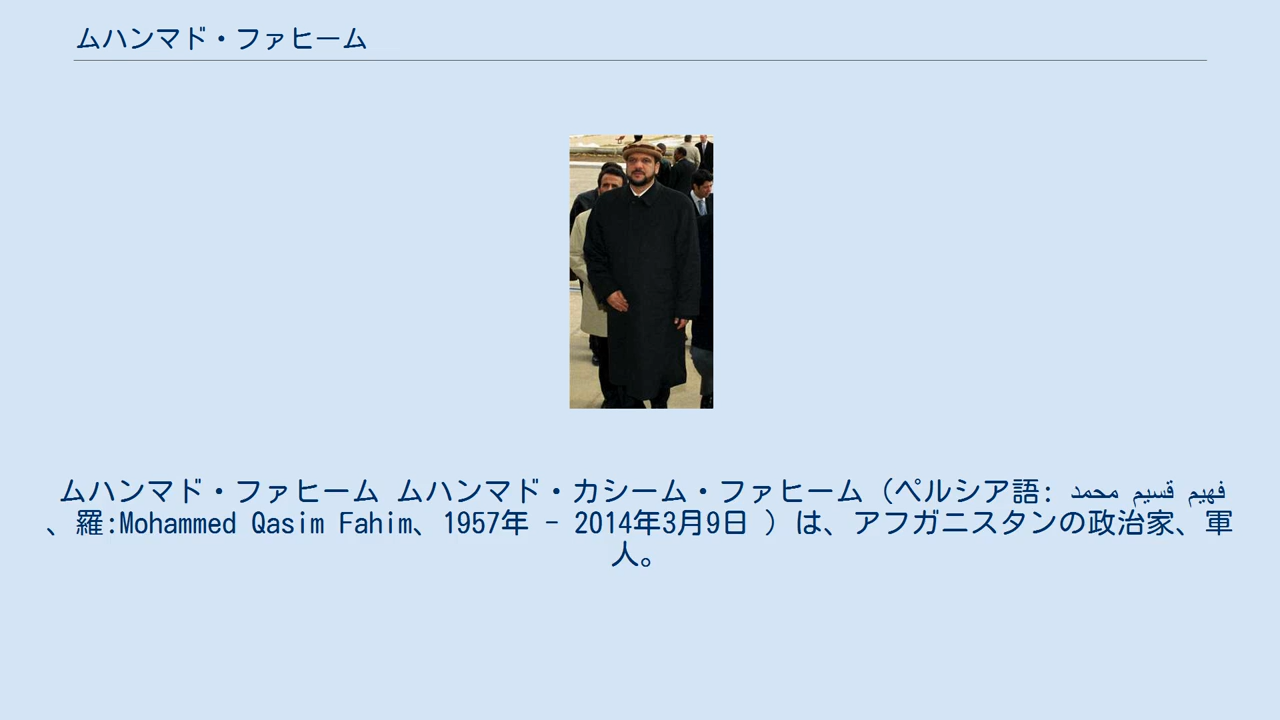 ムハンマド・ファヒーム
ムハンマド・ファヒーム ムハンマド・カシーム・ファヒーム (ペルシア語: محمد قسیم فهیم
、羅:Mohammed Qasim Fahim、1957年 - 2014年3月9日 ) は、アフガニスタンの政治家、軍
人。